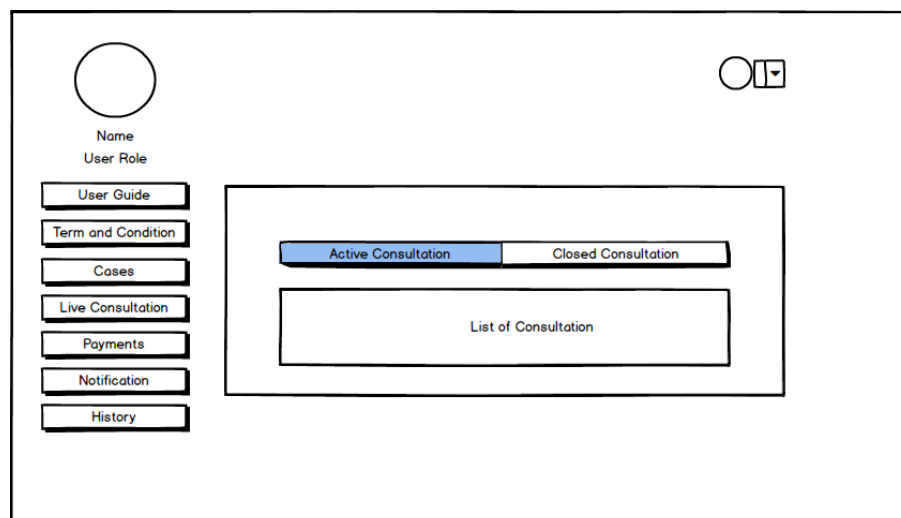 Name
User Role
User Guide
Term and Condition
Cases
Live Consultation
Payments
Notification
History
Active Consultation
Closed Consultation
List of Consultation